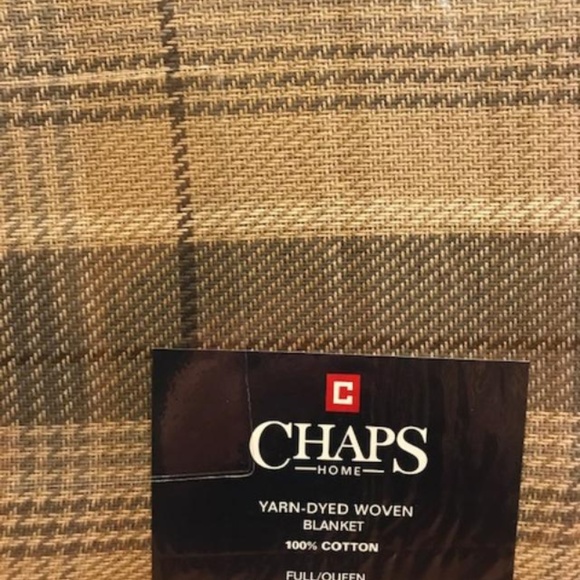 C
CHAPS
HOME
YARN-DYED WOVEN
BLANKET
100% COTTON
FULL/QUEEN